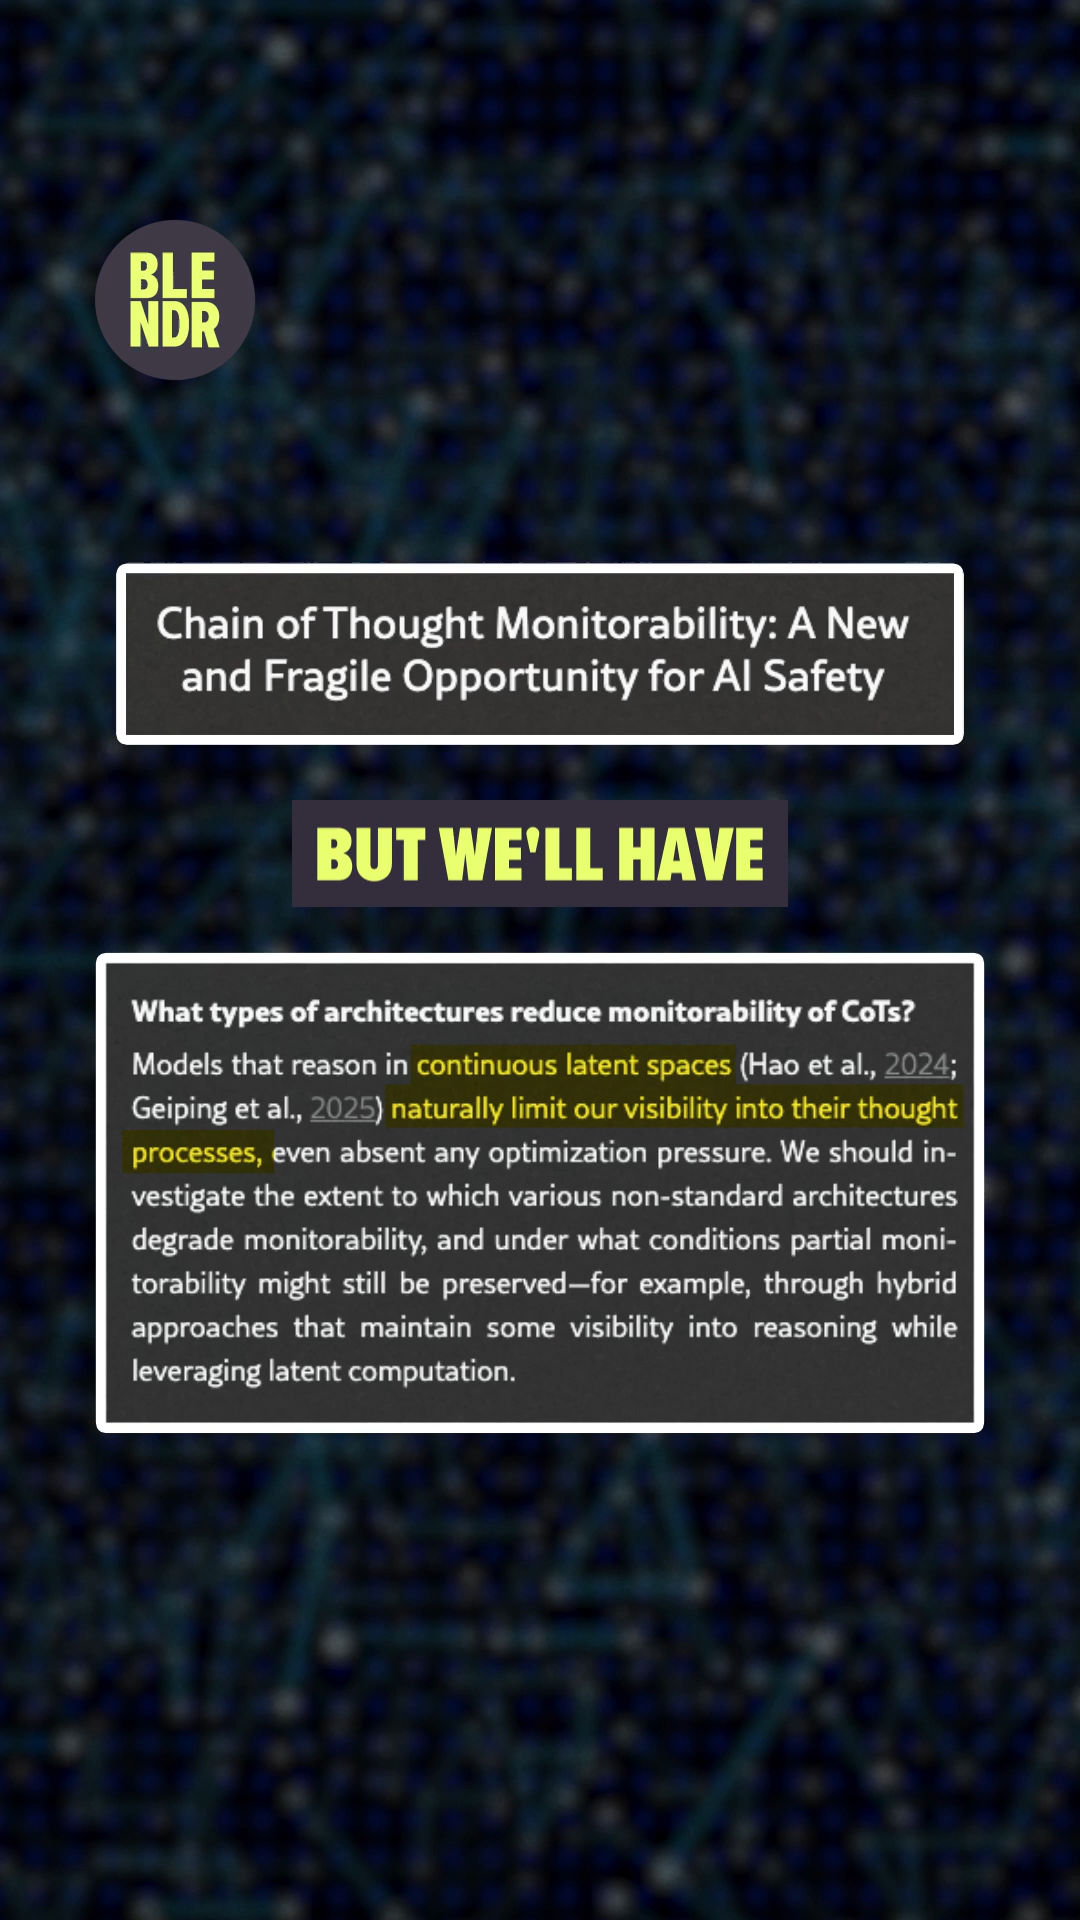 BLE
NDR
Chain of Thought Monitorability: A New
and Fragile Opportunity for AI Safety
BUT WE'LL HAVE
What types of architectures reduce monitorability of CoTs?
Models that reason in continuous latent spaces (Hao et al., 2024;
Geiping et al., 2025) naturally limit our visibility into their thought
processes, even absent any optimization pressure. We should in-
vestigate the extent to which various non-standard architectures
degrade monitorability, and under what conditions partial moni-
torability might still be preserved—for example, through hybrid
approaches that maintain some visibility into reasoning while
leveraging latent computation.